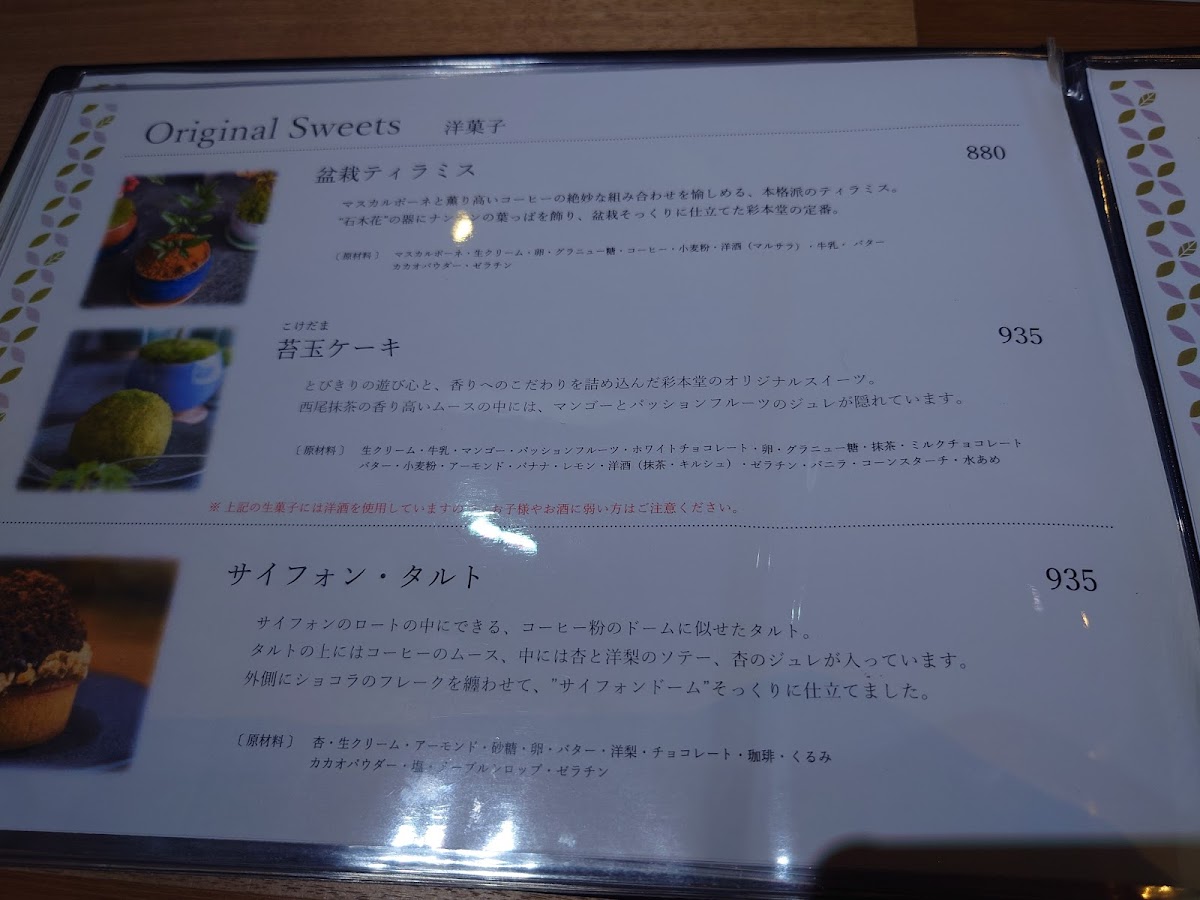 Original Sweets 洋菓子
盆栽ティラミス 880
マスカルポーネと薫り高いコーヒーの絶妙な組み合わせを愉しめる、本格派のティラミス。
"石木花"の器にナンテンの葉っぱを飾り、盆栽そっくりに仕立てた彩本堂の定番。
〔原材料〕 マスカルポーネ・生クリーム・卵・グラニュー糖・コーヒー・小麦粉・洋酒（マルサラ）・牛乳・ バター
カカオパウダー・ゼラチン
こけだま
苔玉ケーキ 935
とびきりの遊び心と、香りへのこだわりを詰め込んだ彩本堂のオリジナルスイーツ。
西尾抹茶の香り高いムースの中には、マンゴーとパッションフルーツのジュレが隠れています。
〔原材料〕 生クリーム・牛乳・マンゴー・パッションフルーツ・ホワイトチョコレート・卵・グラニュー糖・抹茶・ミルクチョコレート
バター・小麦粉・アーモンド・バナナ・レモン・洋酒（抹茶・キルシュ）・ゼラチン・バニラ・コーンスターチ・水あめ
※上記の生菓子には洋酒を使用していますの お子様やお酒に弱い方はご注意ください。
サイフォン・タルト 935
サイフォンのロートの中にできる、コーヒー粉のドームに似せたタルト。
タルトの上にはコーヒーのムース、中には杏と洋梨のソテー、杏のジュレが入っています。
外側にショコラのフレークを纏わせて、"サイフォンドーム"そっくりに仕立てました。
〔原材料〕 杏・生クリーム・アーモンド・砂糖・卵・バター・洋梨・チョコレート・珈琲・くるみ
カカオパウダー・塩・メープルシロップ・ゼラチン